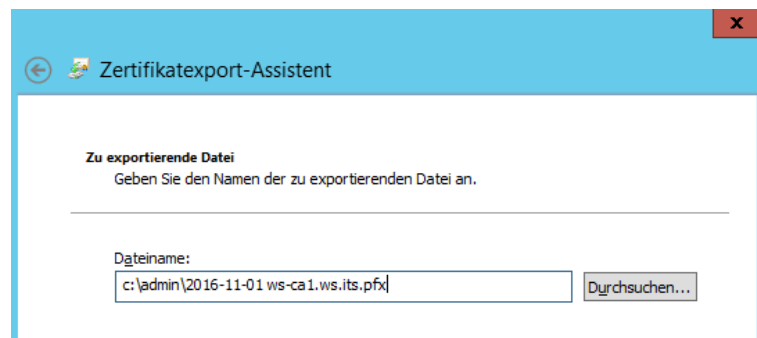 x
Zertifikatexport-Assistent
Zu exportierende Datei
Geben Sie den Namen der zu exportierenden Datei an.
Dateiname:
c:\admin\2016-11-01 ws-ca1.ws.its.pfx
Durchsuchen...